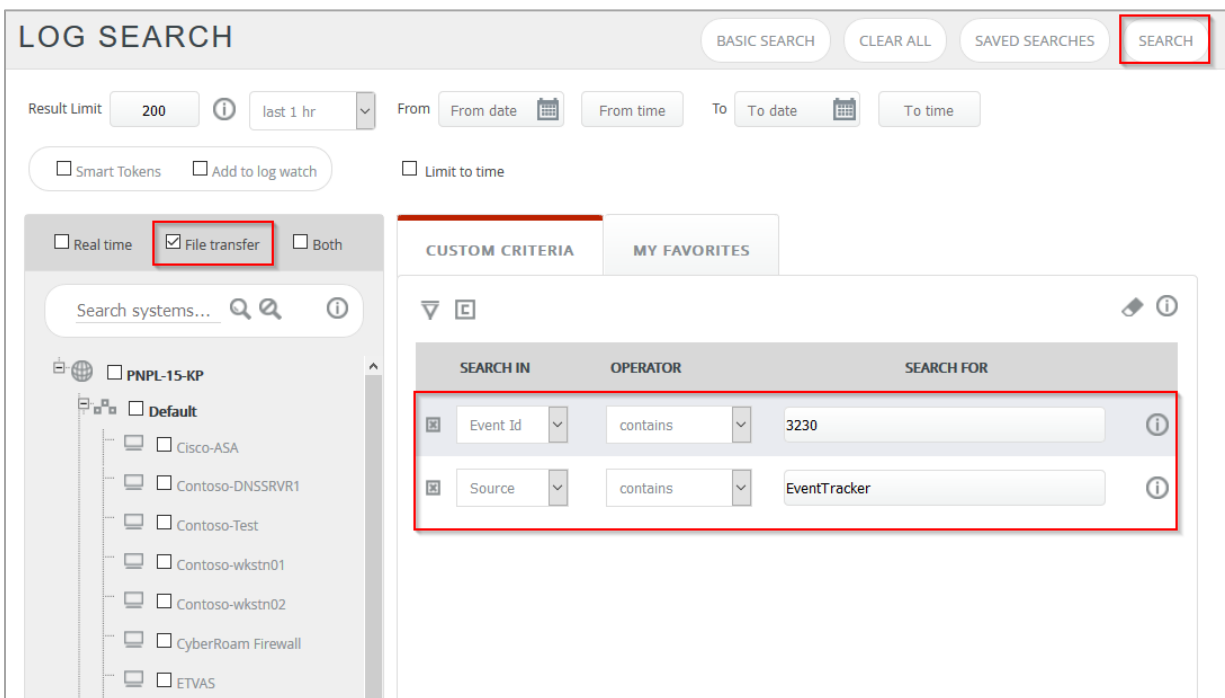 LOG SEARCH
BASIC SEARCH CLEAR ALL SAVED SEARCHES SEARCH
Result Limit 200 last 1 hr From From date From time To To date To time
Smart Tokens Add to log watch Limit to time
Real time File transfer Both
CUSTOM CRITERIA MY FAVORITES
Search systems...
SEARCH IN OPERATOR SEARCH FOR
PNPL-15-KP
Default
Event Id contains 3230
Cisco-ASA
Source contains EventTracker
Contoso-DNSSRVR1
Contoso-Test
Contoso-wkstn01
Contoso-wkstn02
CyberRoam Firewall
ETVAS